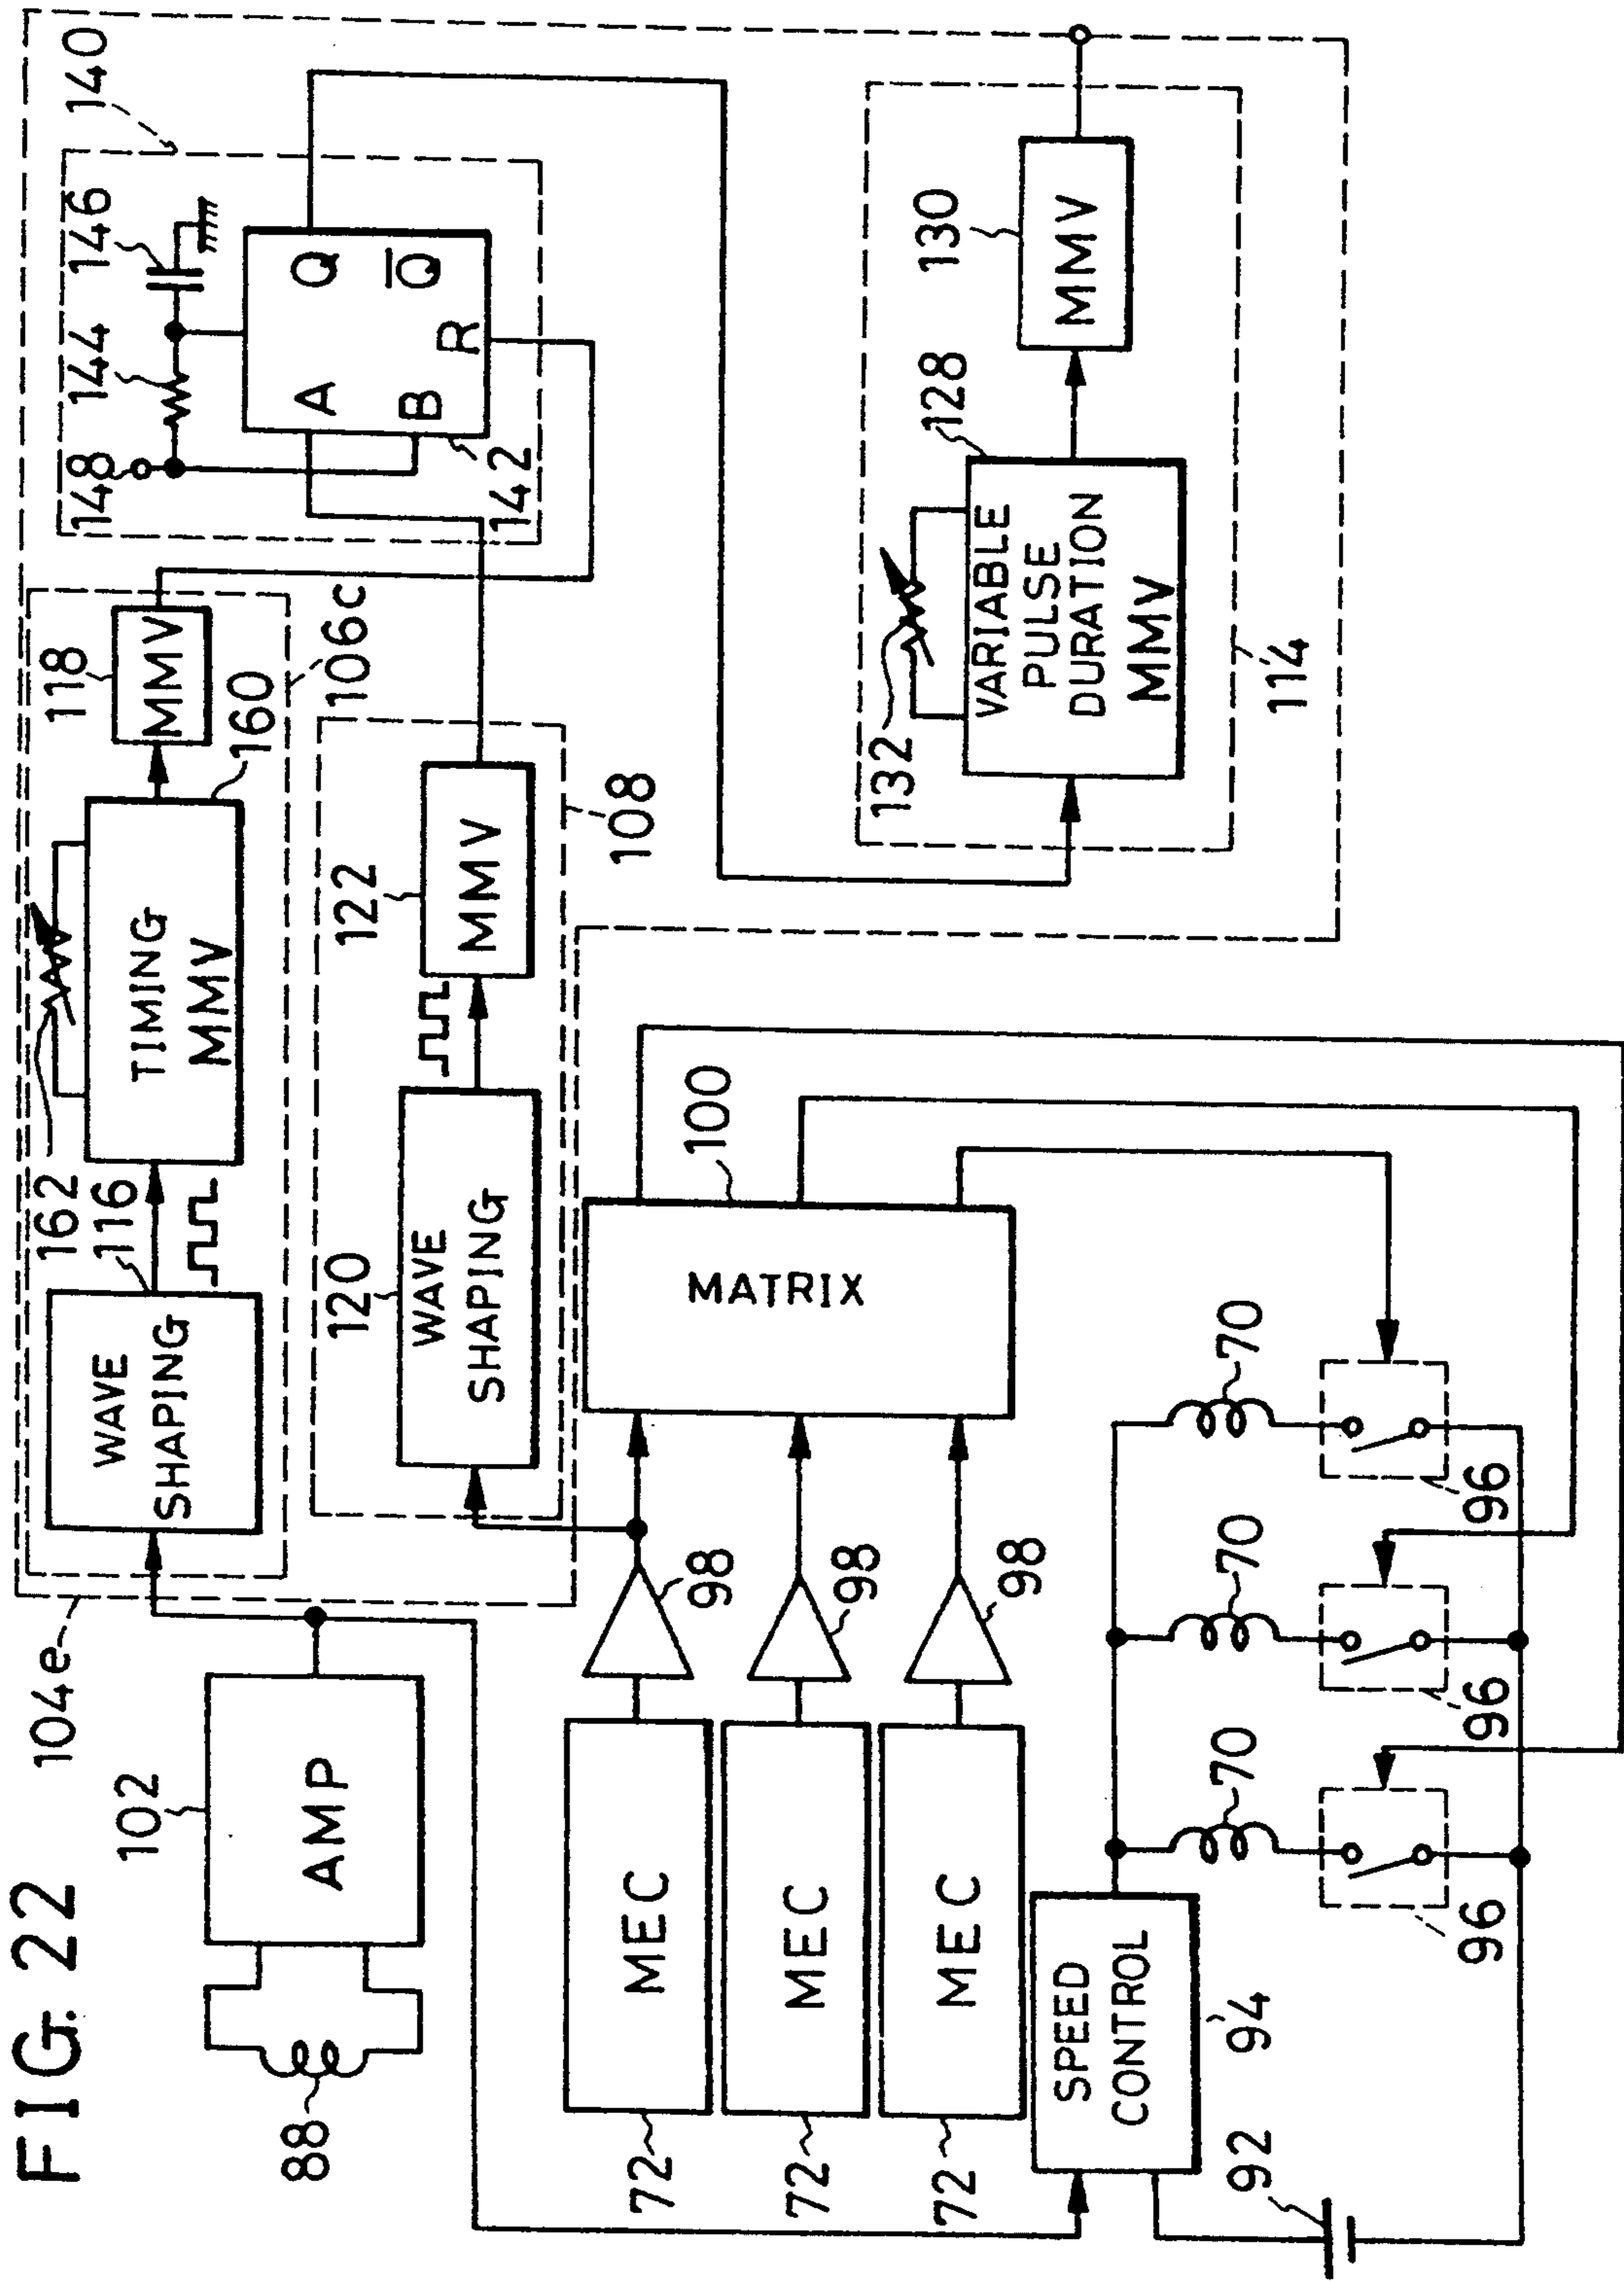 FIG. 22
104e
140
102
AMP
88
WAVE
SHAPING
116
162
TIMING
MMV
160
118
MMV
106c
148
144
146
A
B
Q
Q̅
R
142
120
WAVE
SHAPING
122
MMV
108
72
MEC
98
72
MEC
98
72
MEC
98
MATRIX
100
132
VARIABLE
PULSE
DURATION
MMV
128
MMV
130
114
SPEED
CONTROL
94
92
70
70
70
96
96
96